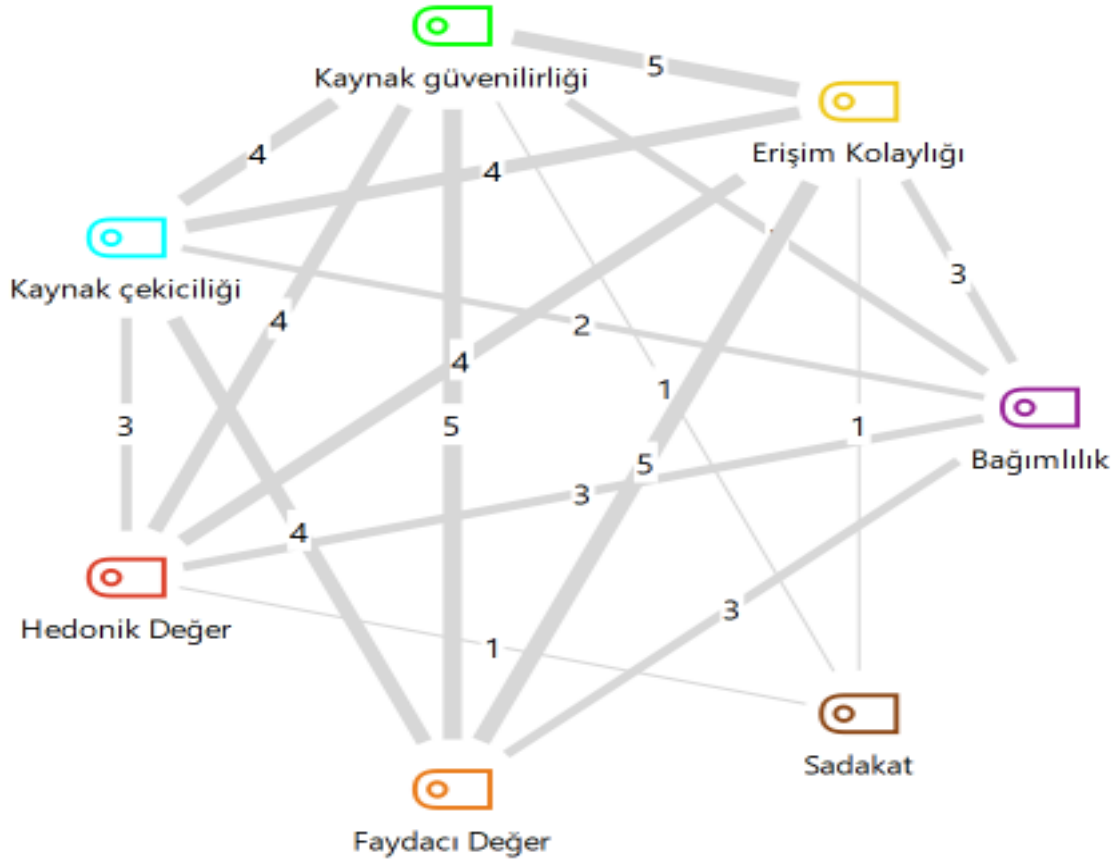 Kaynak güvenilirliği
5
Erişim Kolaylığı
4
4
Kaynak çekiciliği
3
4
2
4
1
3
5
1
Bağımlılık
5
3
4
Hedonik Değer
3
1
Sadakat
Faydacı Değer